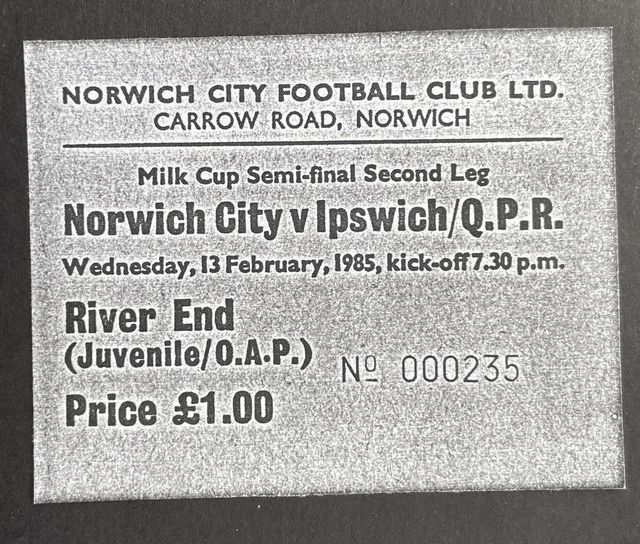 NORWICH CITY FOOTBALL CLUB LTD.
CARROW ROAD, NORWICH
Milk Cup Semi-final Second Leg
Norwich City v Ipswich/Q.P.R.
Wednesday, 13 February, 1985, kick-off 7.30 p.m.
River End
(Juvenile/O.A.P.)
Nº 000235
Price £1.00